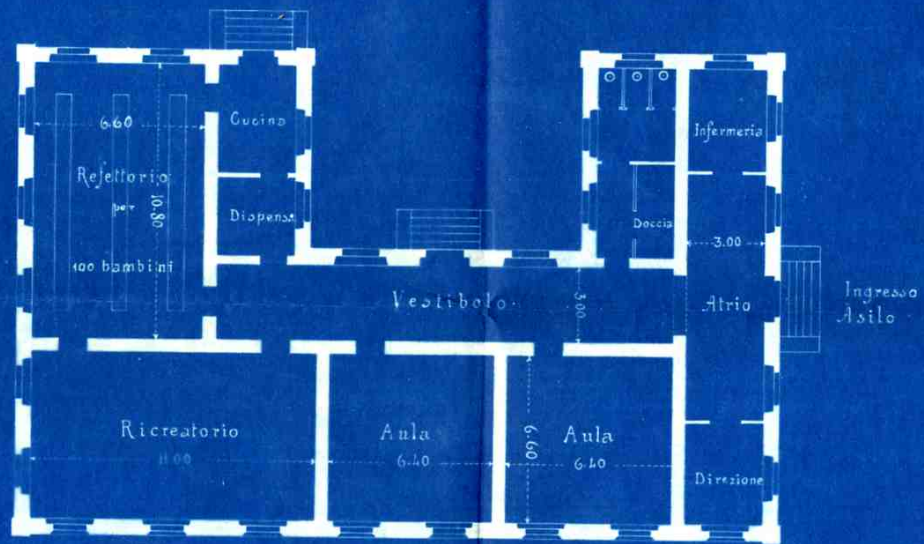 Cucina
6.60
Infermeria
Refettorio
per
10.80
100 bambini
Dispensa
Doccia
3.00
Vestibolo
3.00
Atrio
Ingresso
Asilo
Ricreatorio
11.00
Aula
6.40
6.60
Aula
6.40
Direzione